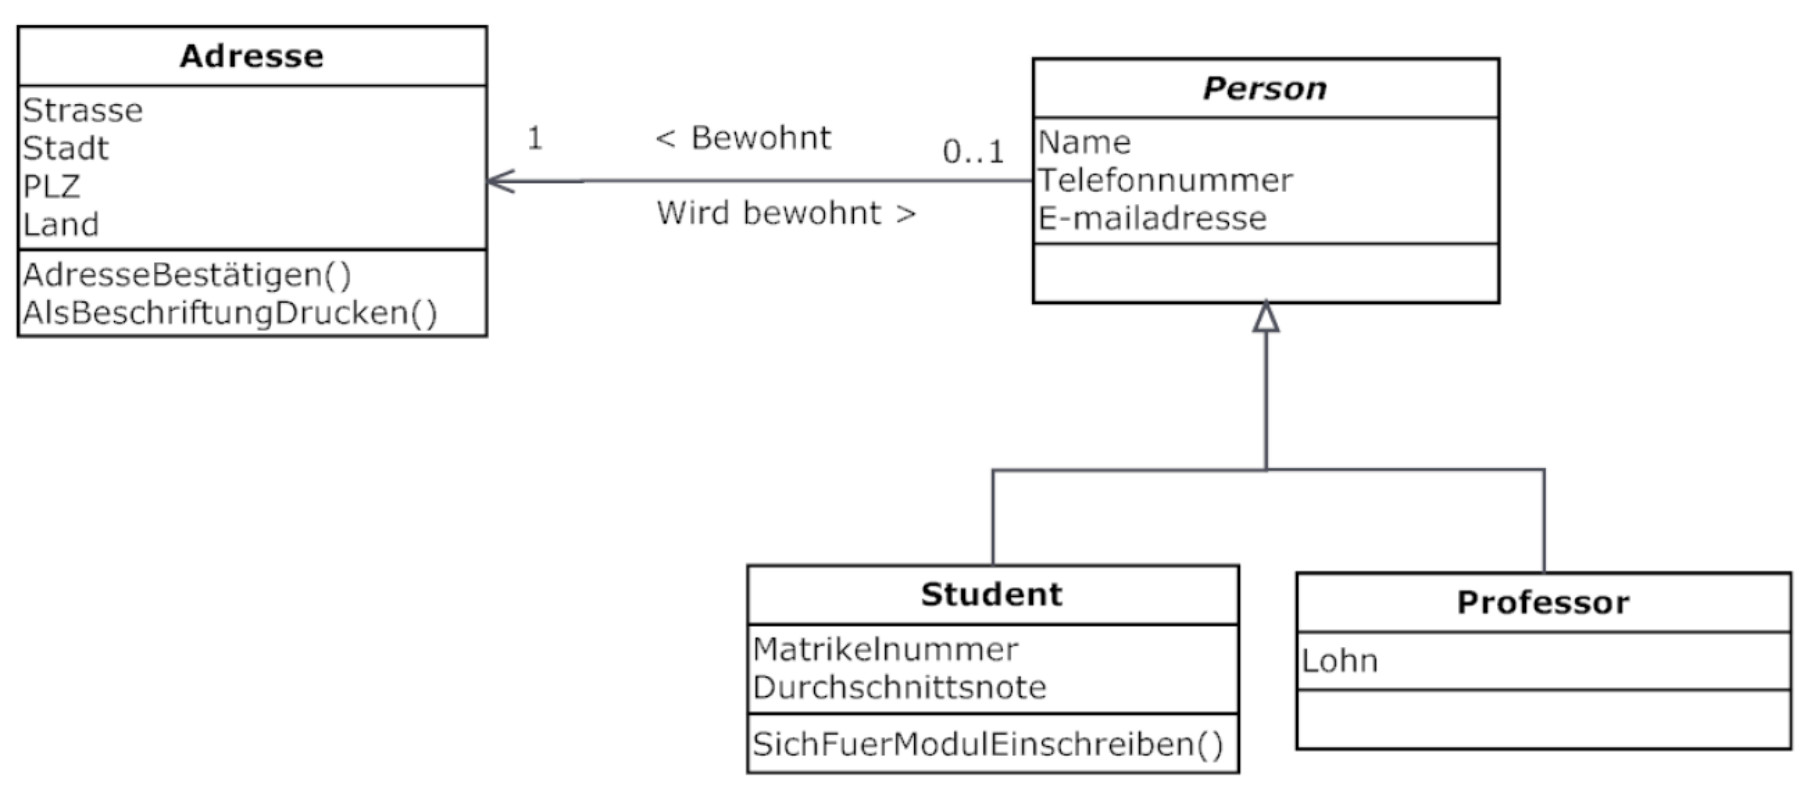 Adresse
Strasse
Stadt
PLZ
Land
AdresseBestätigen()
AlsBeschriftungDrucken()
1
< Bewohnt
0..1
Wird bewohnt >
Person
Name
Telefonnummer
E-mailadresse
Student
Matrikelnummer
Durchschnittsnote
SichFuerModulEinschreiben()
Professor
Lohn